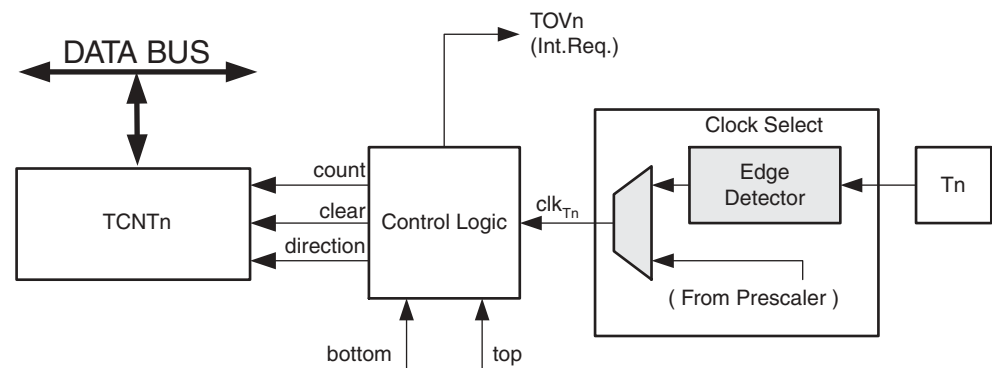 TOVn
(Int.Req.)
DATA BUS
Clock Select
count
Edge
Detector
Tn
TCNTn
clear
Control Logic
clkTn
direction
( From Prescaler )
bottom
top